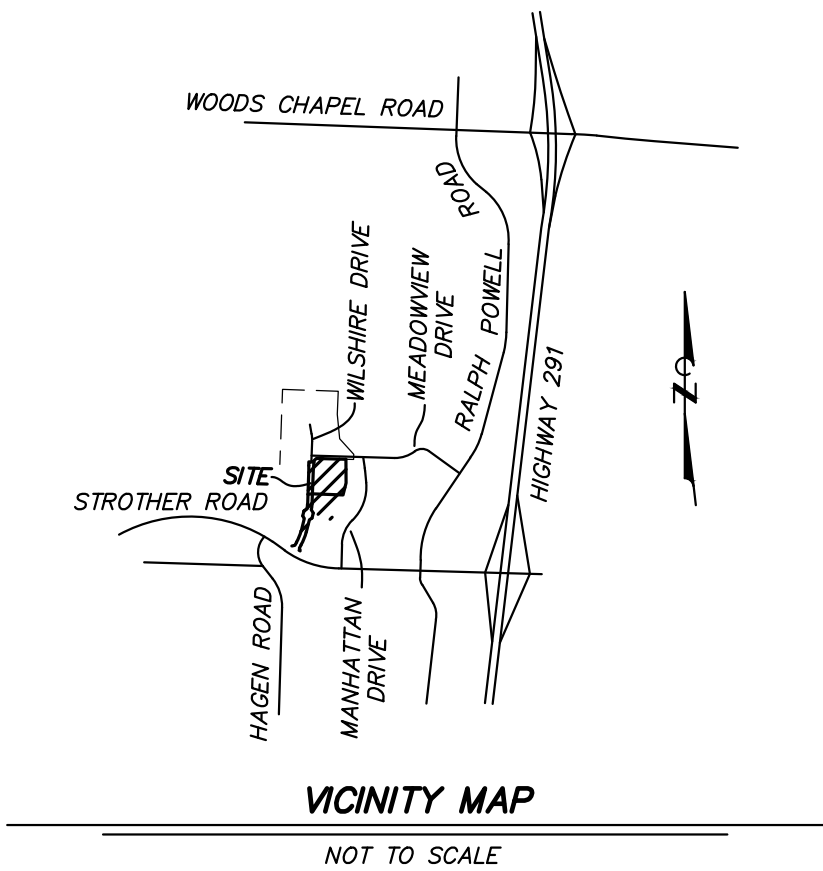 WOODS CHAPEL ROAD
ROAD
RALPH POWELL
WILSHIRE DRIVE
MEADOWVIEW
DRIVE
HIGHWAY 291
N
SITE
STROTHER ROAD
HAGEN ROAD
MANHATTAN
DRIVE
VICINITY MAP
NOT TO SCALE